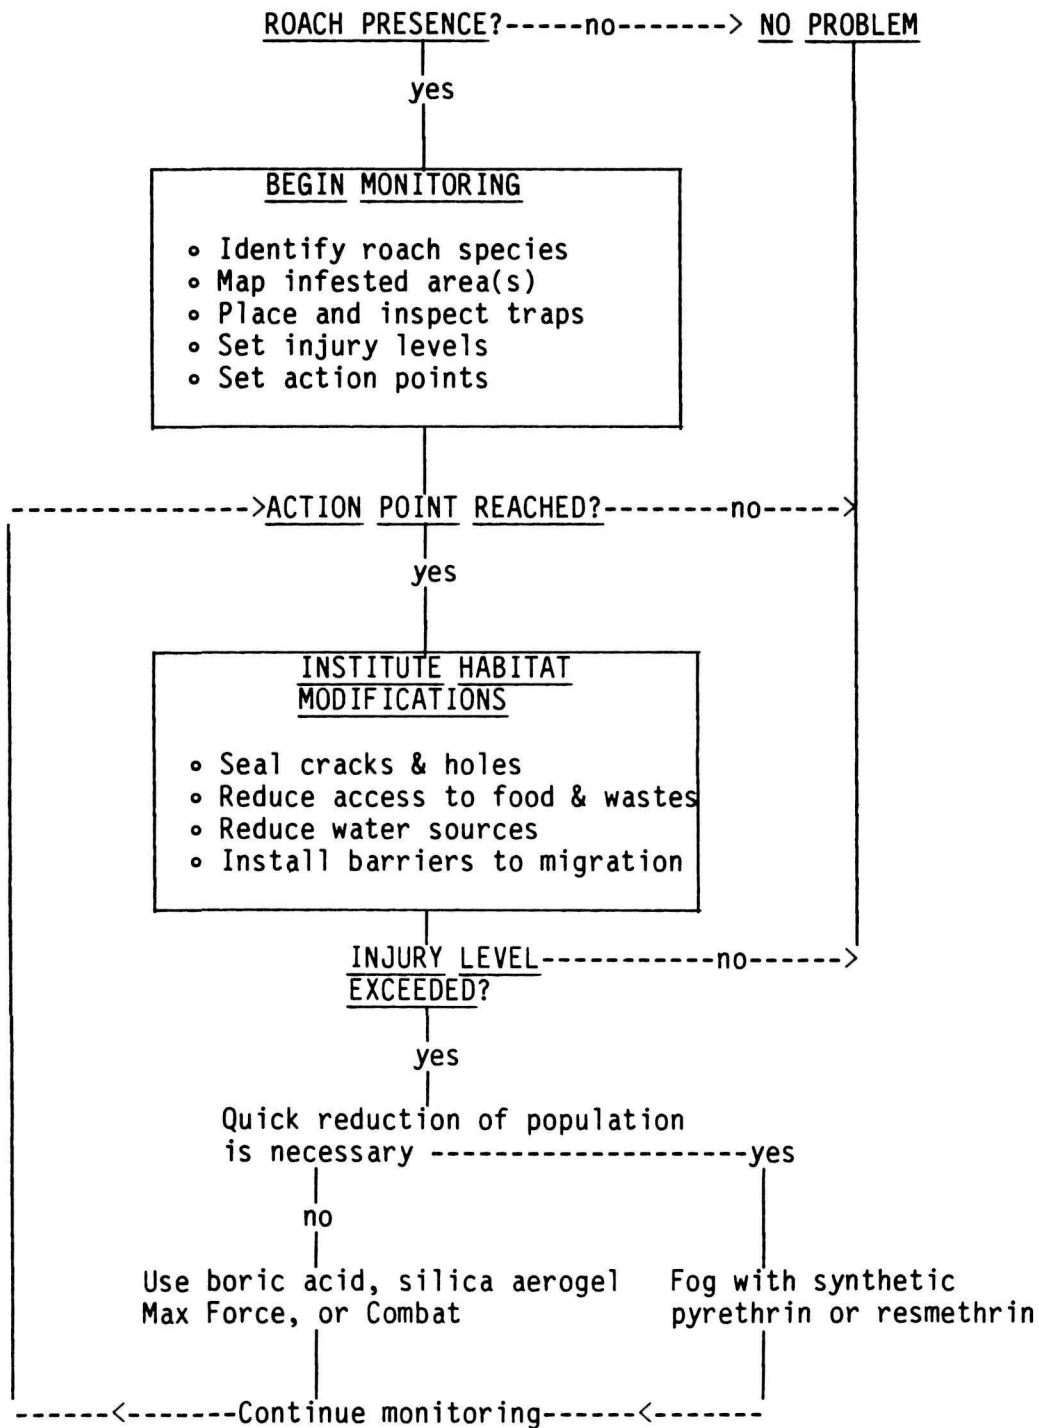 ROACH PRESENCE?-----no-------> NO PROBLEM
yes
BEGIN MONITORING
∘ Identify roach species
∘ Map infested area(s)
∘ Place and inspect traps
∘ Set injury levels
∘ Set action points
--------------->ACTION POINT REACHED?--------no----->
yes
INSTITUTE HABITAT
MODIFICATIONS
∘ Seal cracks & holes
∘ Reduce access to food & wastes
∘ Reduce water sources
∘ Install barriers to migration
INJURY LEVEL-----------no------>
EXCEEDED?
yes
Quick reduction of population
is necessary --------------------yes
no
Use boric acid, silica aerogel
Max Force, or Combat
Fog with synthetic
pyrethrin or resmethrin
------<-------Continue monitoring------<-------